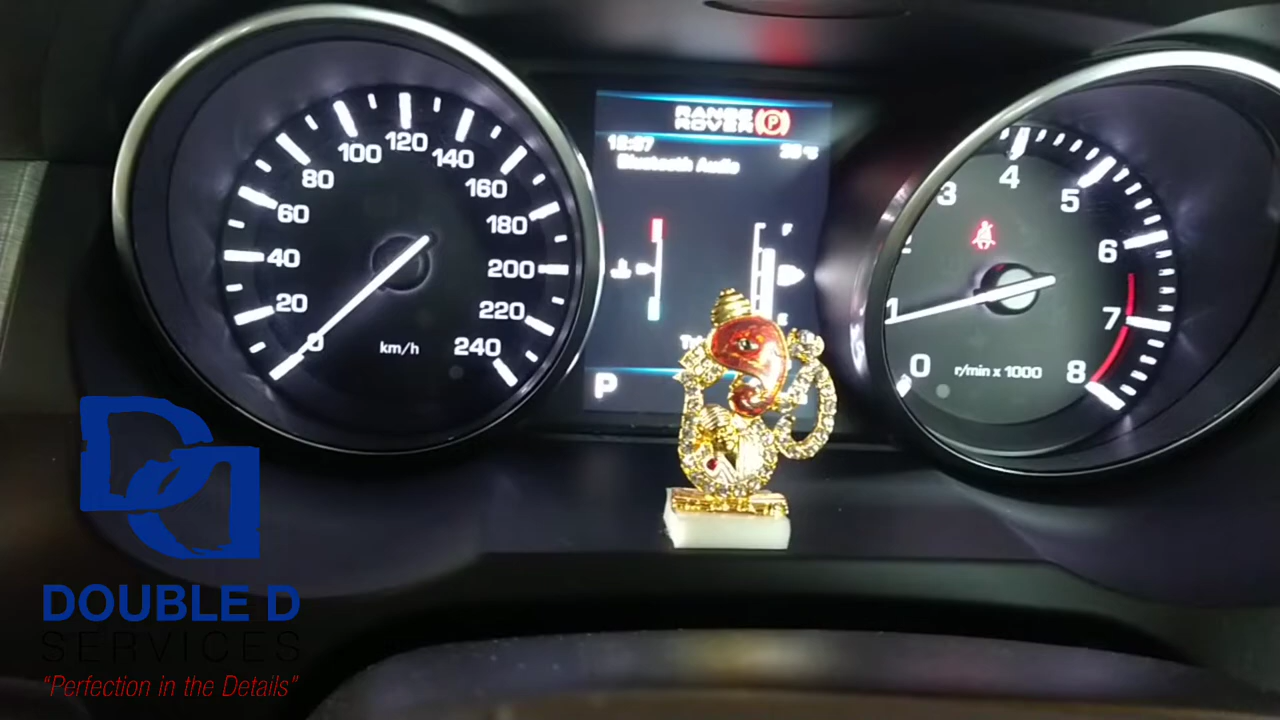 0
20
40
60
80
100
120
140
160
180
200
220
240
km/h
RANGE
ROVER
P
Bluetooth Audio
F
E
P
0
1
3
4
5
6
7
8
r/min x 1000
DOUBLE D
SERVICES
"Perfection in the Details"